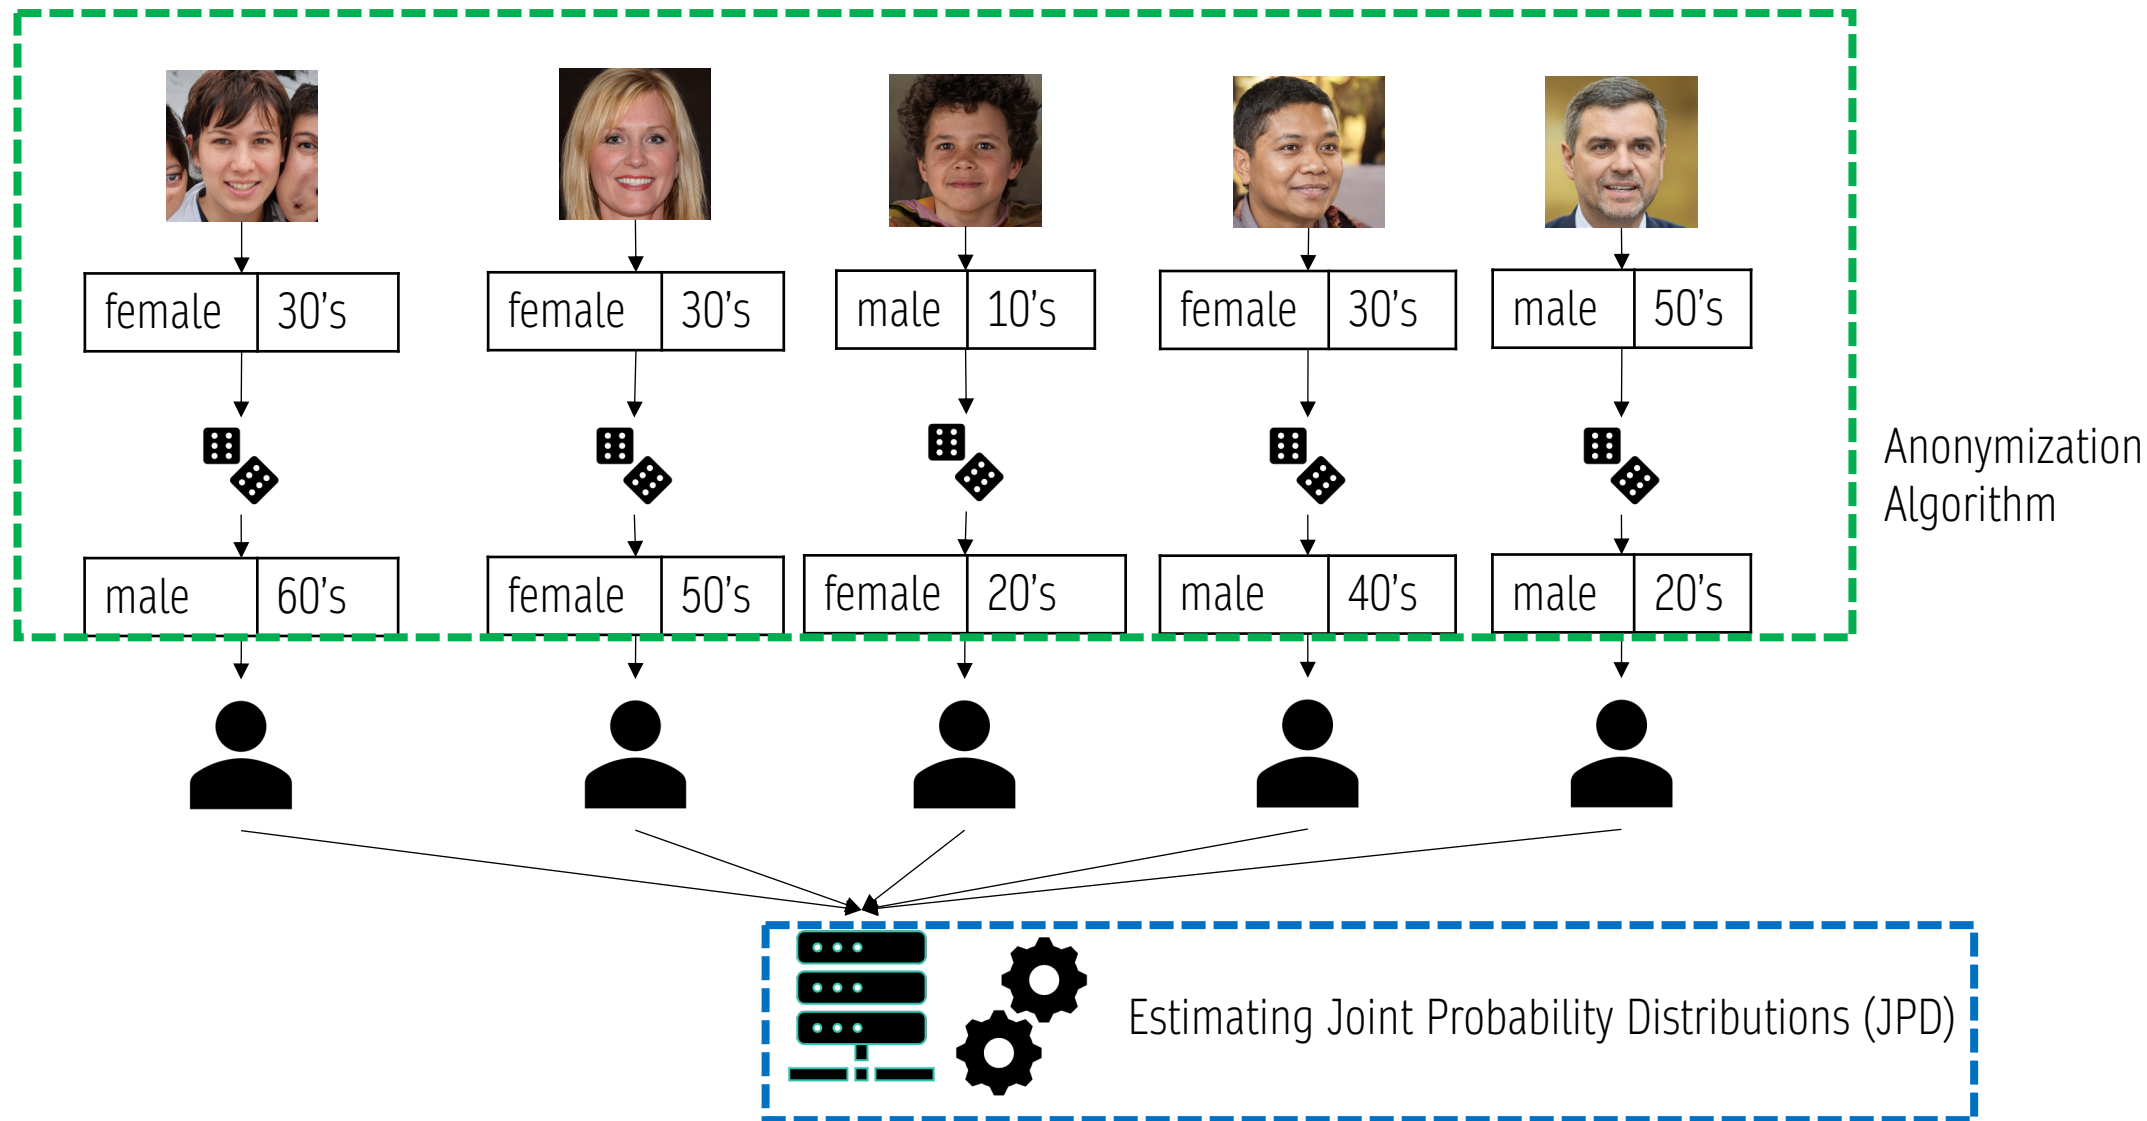 female 30's female 30's male 10's female 30's male 50's
Anonymization
Algorithm
male 60's female 50's female 20's male 40's male 20's
Estimating Joint Probability Distributions (JPD)